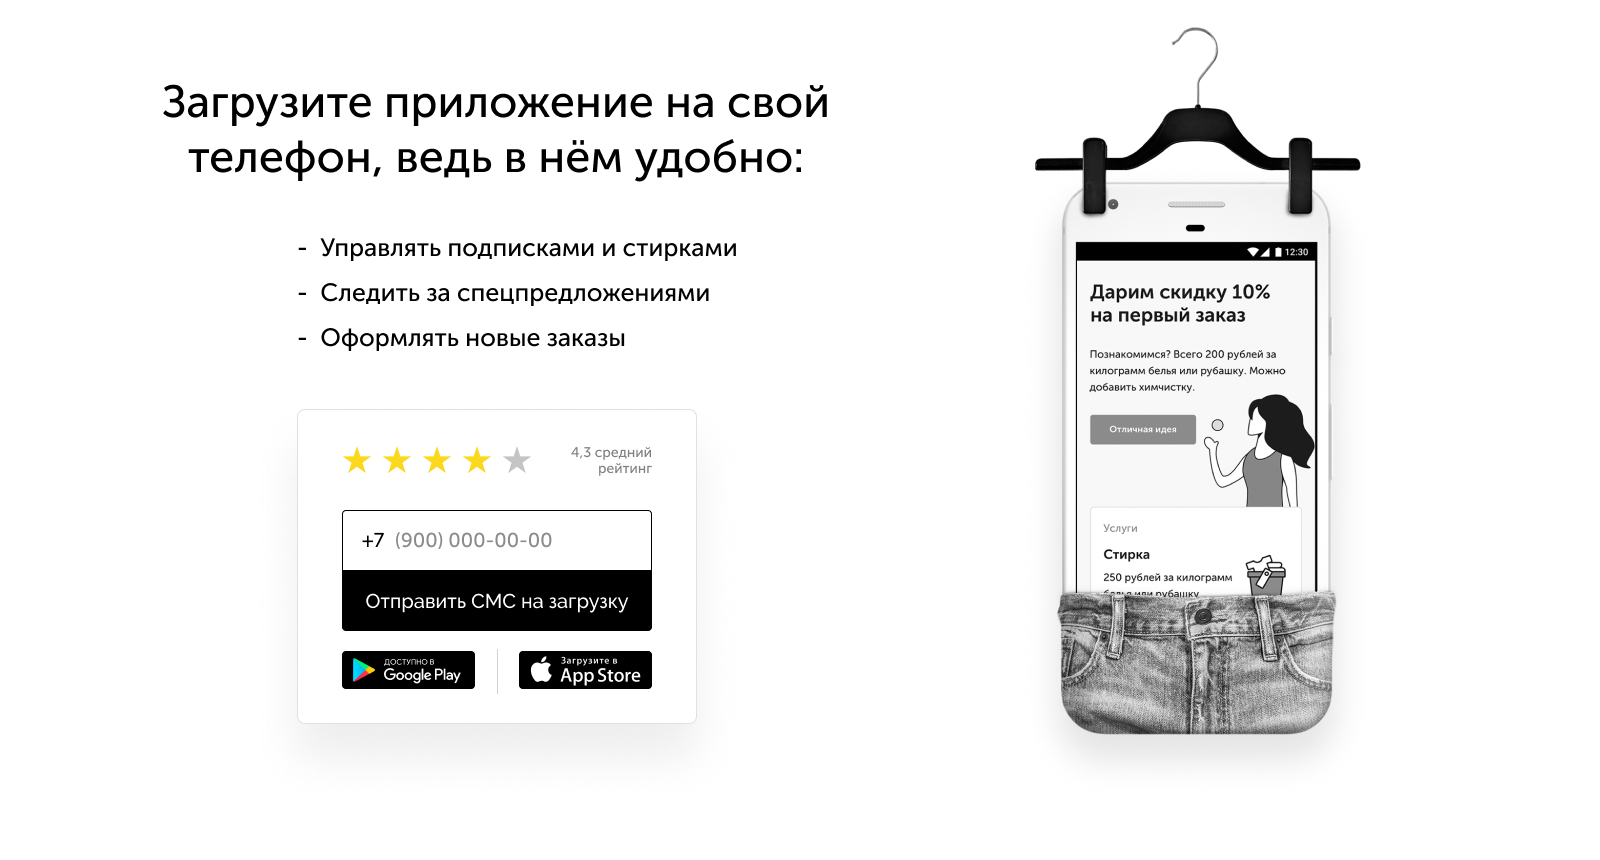 Загрузите приложение на свой
телефон, ведь в нём удобно:
- Управлять подписками и стирками
- Следить за спецпредложениями
- Оформлять новые заказы
4,3 средний
рейтинг
+7 (900) 000-00-00
Отправить СМС на загрузку
ДОСТУПНО В
Google Play
Загрузите в
App Store
12:30
Дарим скидку 10%
на первый заказ
Познакомимся? Всего 200 рублей за
килограмм белья или рубашку. Можно
добавить химчистку.
Отличная идея
Услуги
Стирка
250 рублей за килограмм
белья или рубашку